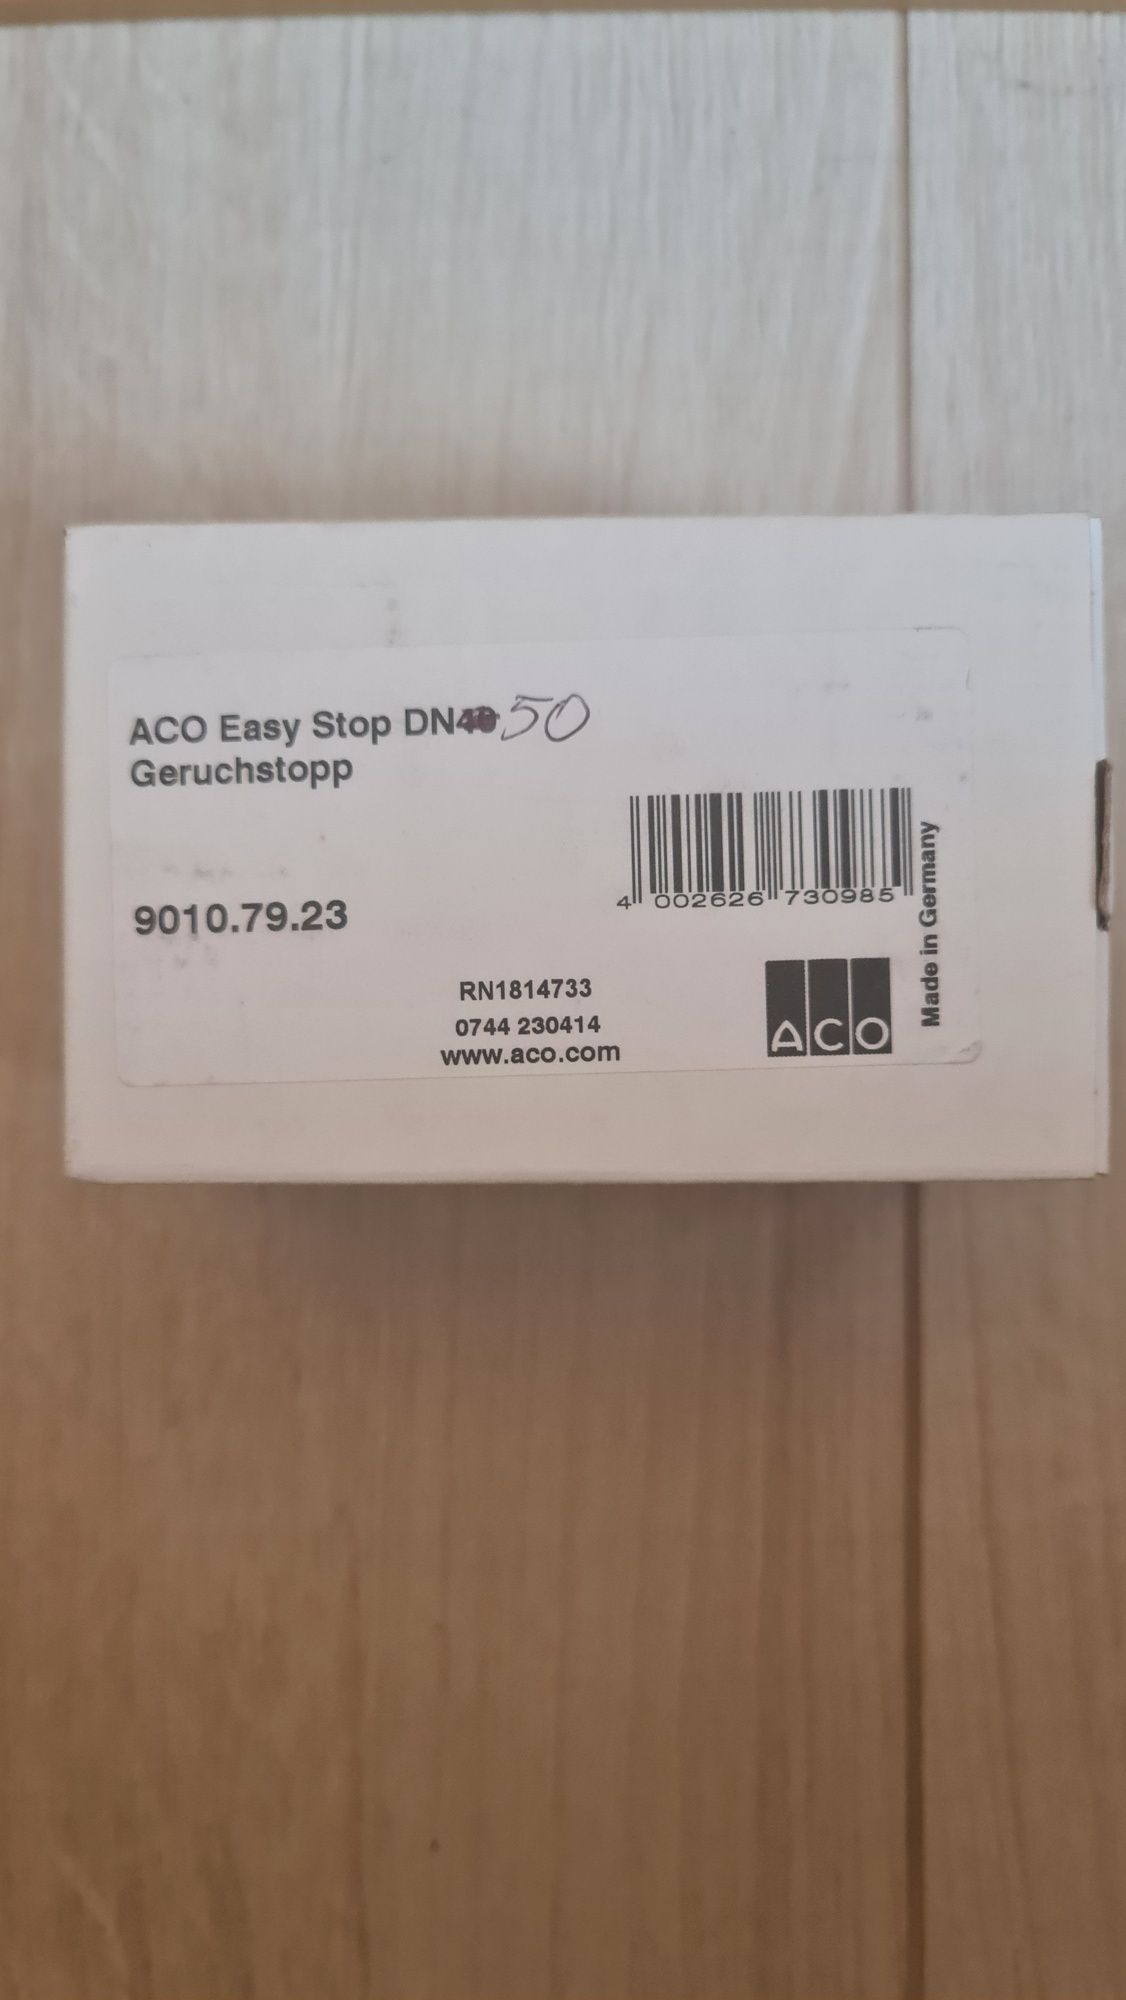 ACO Easy Stop DN40 50
Geruchstopp
4 002626 730985
Made in Germany
9010.79.23
RN1814733
0744 230414
www.aco.com
ACO